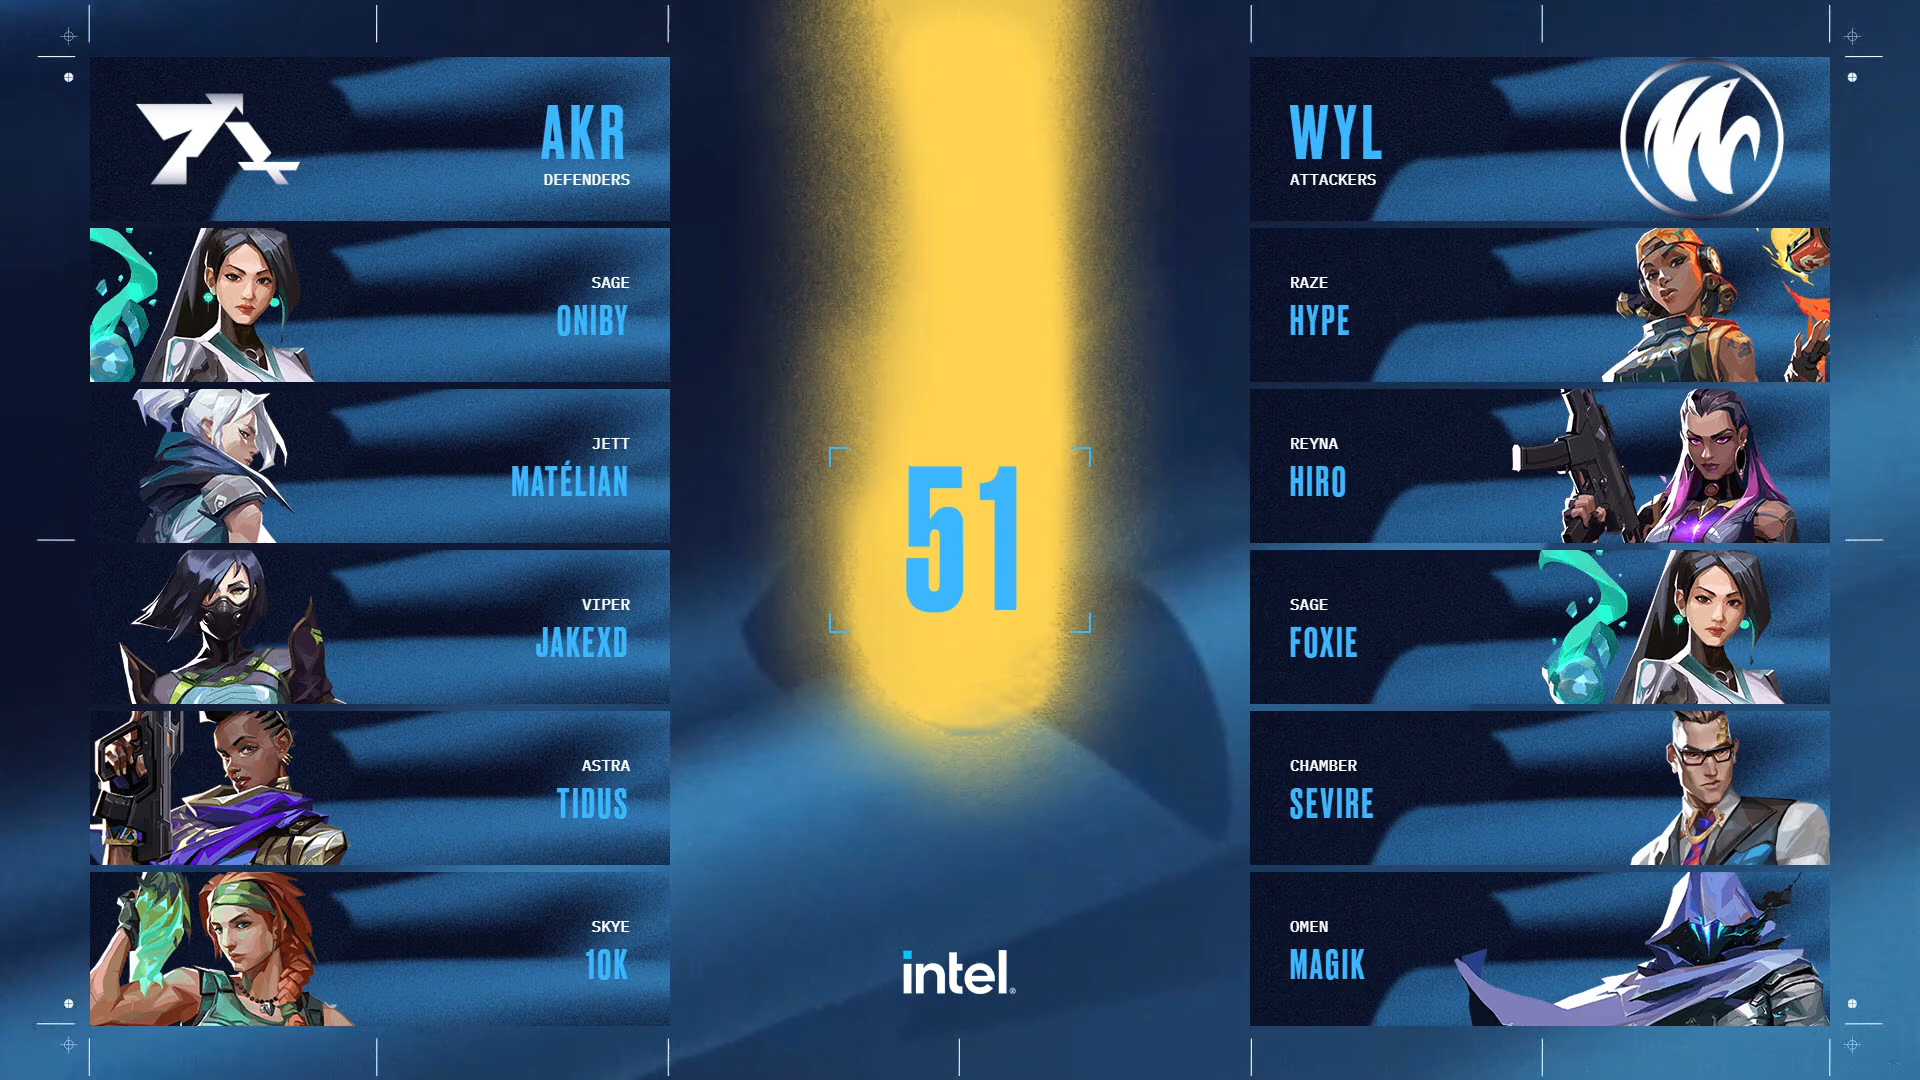 AKR
DEFENDERS
SAGE
ONIBY
JETT
MATÉLIAN
VIPER
JAKEXD
ASTRA
TIDUS
SKYE
10K
51
intel
WYL
ATTACKERS
RAZE
HYPE
REYNA
HIRO
SAGE
FOXIE
CHAMBER
SEVIRE
OMEN
MAGIK